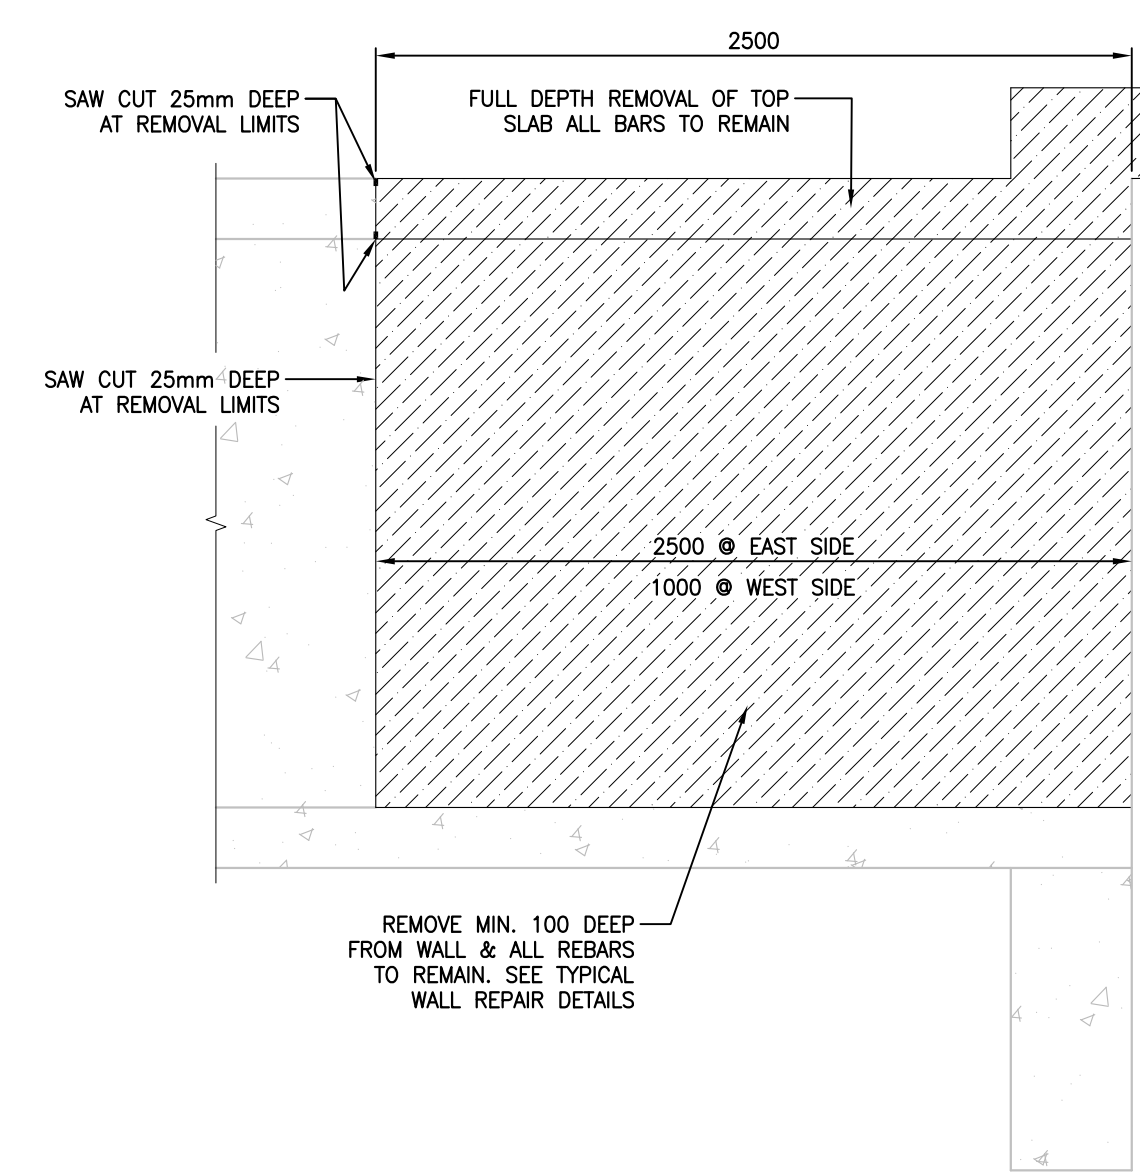 2500
SAW CUT 25mm DEEP
AT REMOVAL LIMITS
FULL DEPTH REMOVAL OF TOP
SLAB ALL BARS TO REMAIN
SAW CUT 25mm DEEP
AT REMOVAL LIMITS
2500 @ EAST SIDE
1000 @ WEST SIDE
REMOVE MIN. 100 DEEP
FROM WALL & ALL REBARS
TO REMAIN. SEE TYPICAL
WALL REPAIR DETAILS